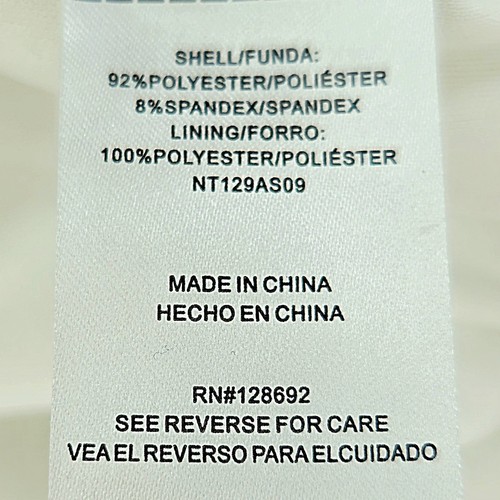 SHELL/FUNDA:
92%POLYESTER/POLIÉSTER
8%SPANDEX/SPANDEX
LINING/FORRO:
100%POLYESTER/POLIÉSTER
NT129AS09
MADE IN CHINA
HECHO EN CHINA
RN#128692
SEE REVERSE FOR CARE
VEA EL REVERSO PARA ELCUIDADO